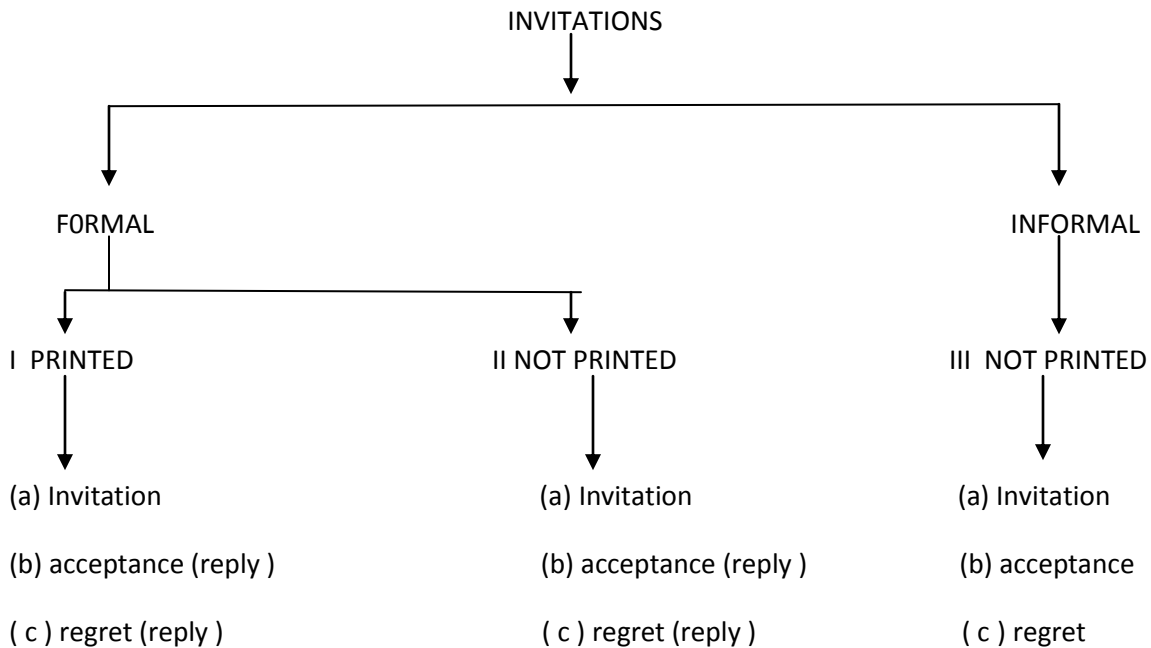 INVITATIONS
F0RMAL INFORMAL
I PRINTED II NOT PRINTED III NOT PRINTED
(a) Invitation (a) Invitation (a) Invitation
(b) acceptance (reply ) (b) acceptance (reply ) (b) acceptance
( c ) regret (reply ) ( c ) regret (reply ) ( c ) regret